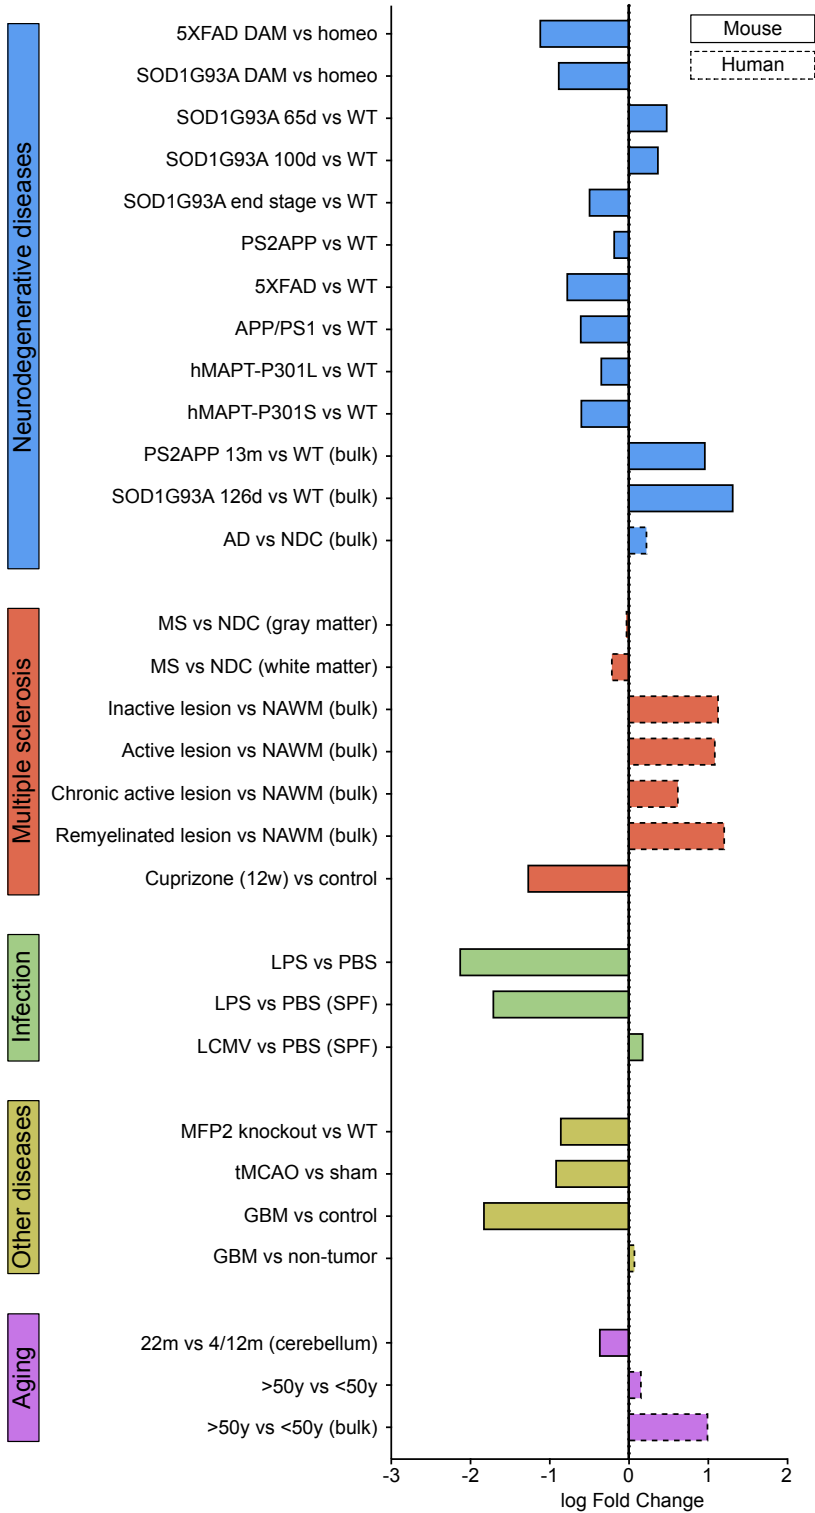 Mouse
Human
Neurodegenerative diseases
5XFAD DAM vs homeo
SOD1G93A DAM vs homeo
SOD1G93A 65d vs WT
SOD1G93A 100d vs WT
SOD1G93A end stage vs WT
PS2APP vs WT
5XFAD vs WT
APP/PS1 vs WT
hMAPT-P301L vs WT
hMAPT-P301S vs WT
PS2APP 13m vs WT (bulk)
SOD1G93A 126d vs WT (bulk)
AD vs NDC (bulk)
Multiple sclerosis
MS vs NDC (gray matter)
MS vs NDC (white matter)
Inactive lesion vs NAWM (bulk)
Active lesion vs NAWM (bulk)
Chronic active lesion vs NAWM (bulk)
Remyelinated lesion vs NAWM (bulk)
Cuprizone (12w) vs control
Infection
LPS vs PBS
LPS vs PBS (SPF)
LCMV vs PBS (SPF)
Other diseases
MFP2 knockout vs WT
tMCAO vs sham
GBM vs control
GBM vs non-tumor
Aging
22m vs 4/12m (cerebellum)
>50y vs <50y
>50y vs <50y (bulk)
-3 -2 -1 0 1 2
log Fold Change